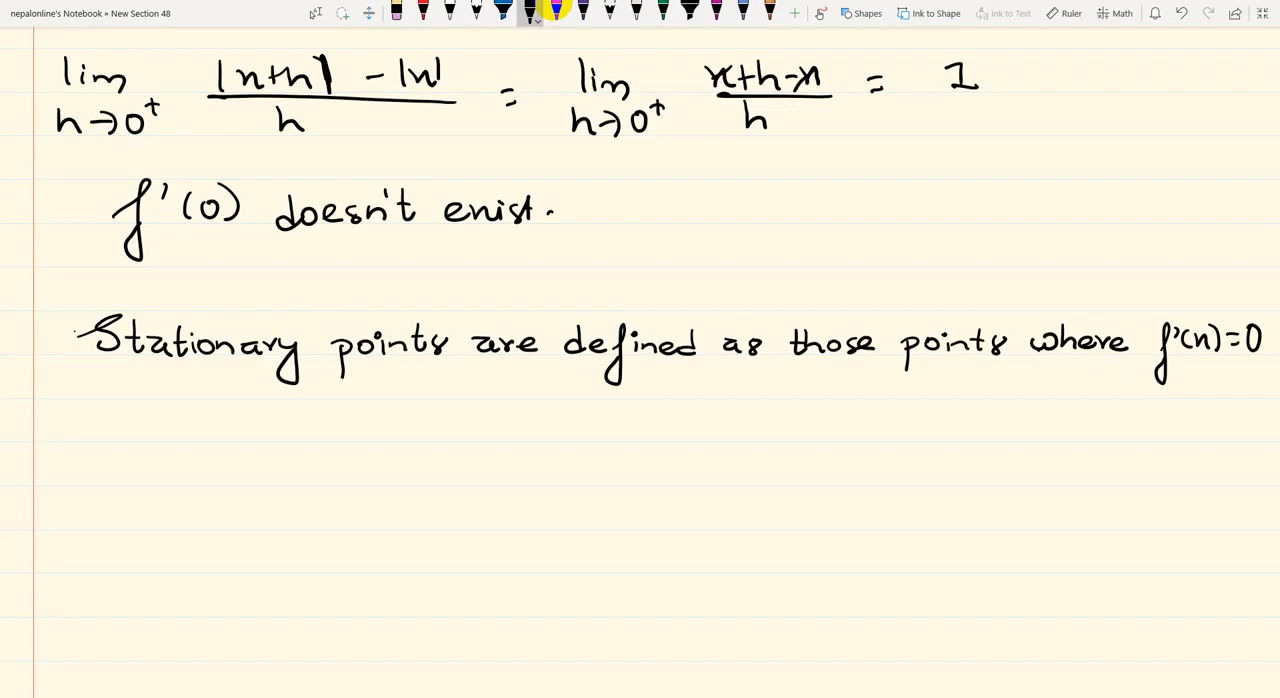 nepalonline's Notebook » New Section 48
Shapes Ink to Shape Ink to Text Ruler Math
lim h→0⁺ |x+h| - |x| / h = lim h→0⁺ x+h-x / h = 1
f'(0) doesn't exist.
Stationary points are defined as those points where f'(x)=0